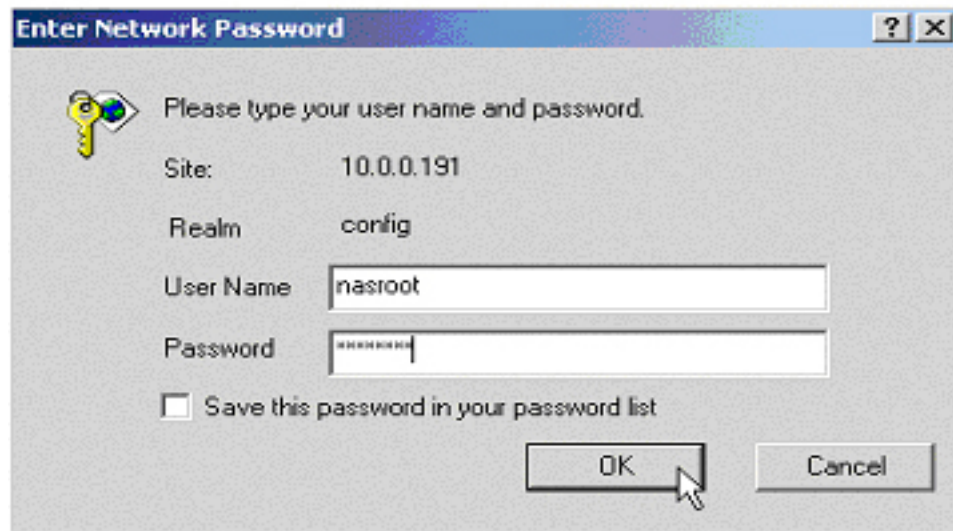 Enter Network Password
Please type your user name and password.
Site: 10.0.0.191
Realm config
User Name nasroot
Password ********
Save this password in your password list
OK Cancel